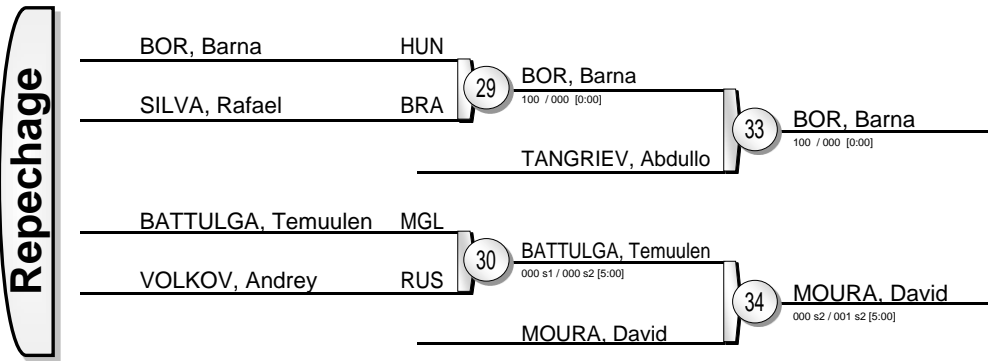 Repechage
BOR, Barna HUN
SILVA, Rafael BRA
29
BOR, Barna
100 / 000 [0:00]
TANGRIEV, Abdullo
33
BOR, Barna
100 / 000 [0:00]
BATTULGA, Temuulen MGL
VOLKOV, Andrey RUS
30
BATTULGA, Temuulen
000 s1 / 000 s2 [5:00]
MOURA, David
34
MOURA, David
000 s2 / 001 s2 [5:00]